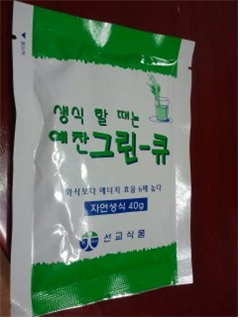 생식 할 때는
예잔그린-큐
화식보다 에너지 효율 6배 높다
자연생식 40g
선교식품